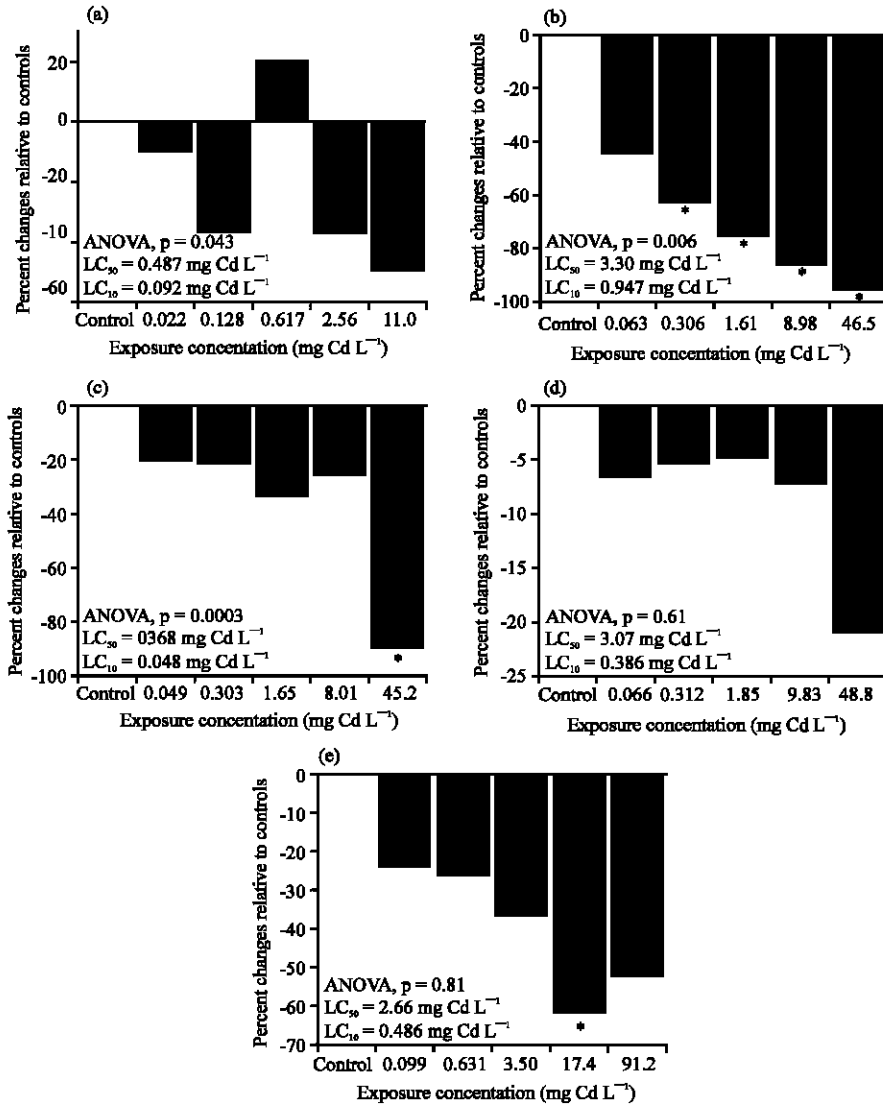 (a)
Percent changes relative to controls
20
0
-20
-10
-60
ANOVA, p = 0.043
LC₅₀ = 0.487 mg Cd L⁻¹
LC₁₀ = 0.092 mg Cd L⁻¹
Control 0.022 0.128 0.617 2.56 11.0
Exposure concentation (mg Cd L⁻¹)
(b)
Percent changes relative to controls
0
-20
-40
-60
-80
-100
*
*
*
*
ANOVA, p = 0.006
LC₅₀ = 3.30 mg Cd L⁻¹
LC₁₀ = 0.947 mg Cd L⁻¹
Control 0.063 0.306 1.61 8.98 46.5
Exposure concentation (mg Cd L⁻¹)
(c)
Percent changes relative to controls
0
-20
-40
-60
-80
-100
ANOVA, p = 0.0003
LC₅₀ = 0368 mg Cd L⁻¹
LC₁₀ = 0.048 mg Cd L⁻¹
*
Control 0.049 0.303 1.65 8.01 45.2
Exposure concentation (mg Cd L⁻¹)
(d)
Percent changes relative to controls
0
-5
-10
-15
-20
-25
ANOVA, p = 0.61
LC₅₀ = 3.07 mg Cd L⁻¹
LC₁₀ = 0.386 mg Cd L⁻¹
Control 0.066 0.312 1.85 9.83 48.8
Exposure concentation (mg Cd L⁻¹)
(e)
Percent changes relative to controls
0
-10
-20
-30
-40
-50
-60
-70
ANOVA, p = 0.81
LC₅₀ = 2.66 mg Cd L⁻¹
LC₁₀ = 0.486 mg Cd L⁻¹
*
Control 0.099 0.631 3.50 17.4 91.2
Exposure concentation (mg Cd L⁻¹)